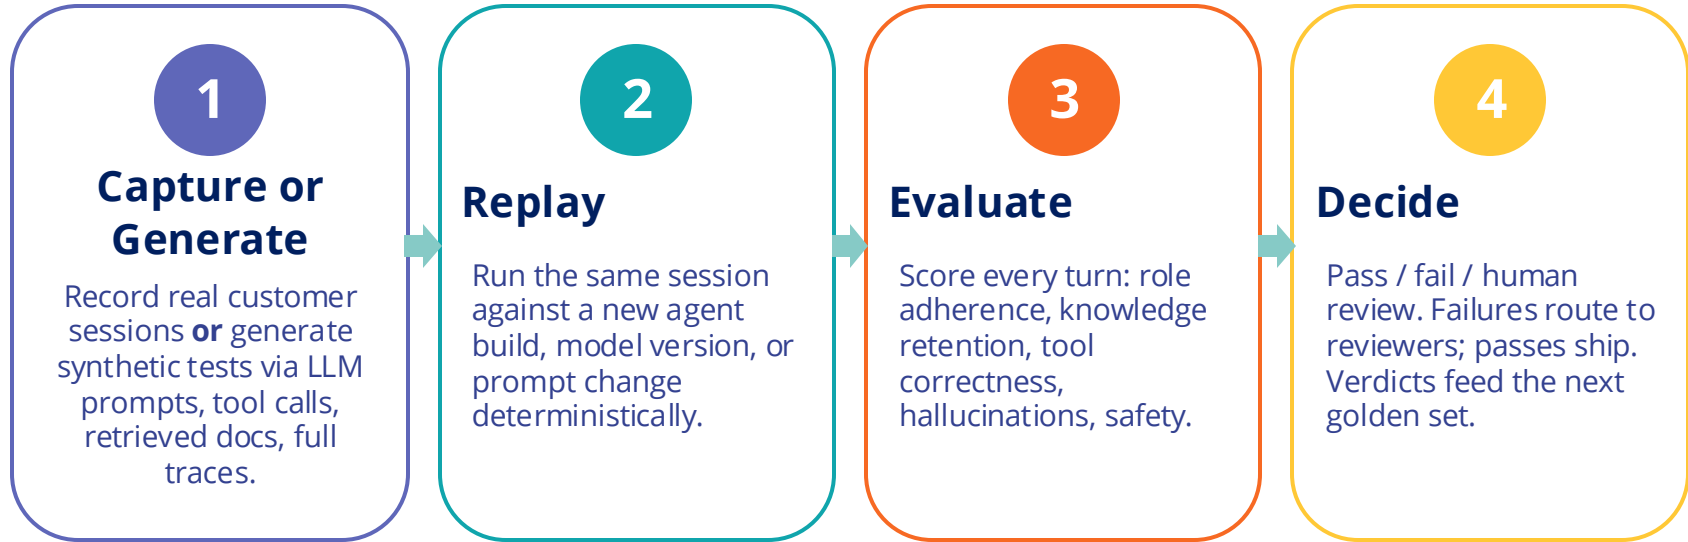 1
Capture or
Generate
Record real customer
sessions or generate
synthetic tests via LLM
prompts, tool calls,
retrieved docs, full
traces.
2
Replay
Run the same session
against a new agent
build, model version, or
prompt change
deterministically.
3
Evaluate
Score every turn: role
adherence, knowledge
retention, tool
correctness,
hallucinations, safety.
4
Decide
Pass / fail / human
review. Failures route to
reviewers; passes ship.
Verdicts feed the next
golden set.